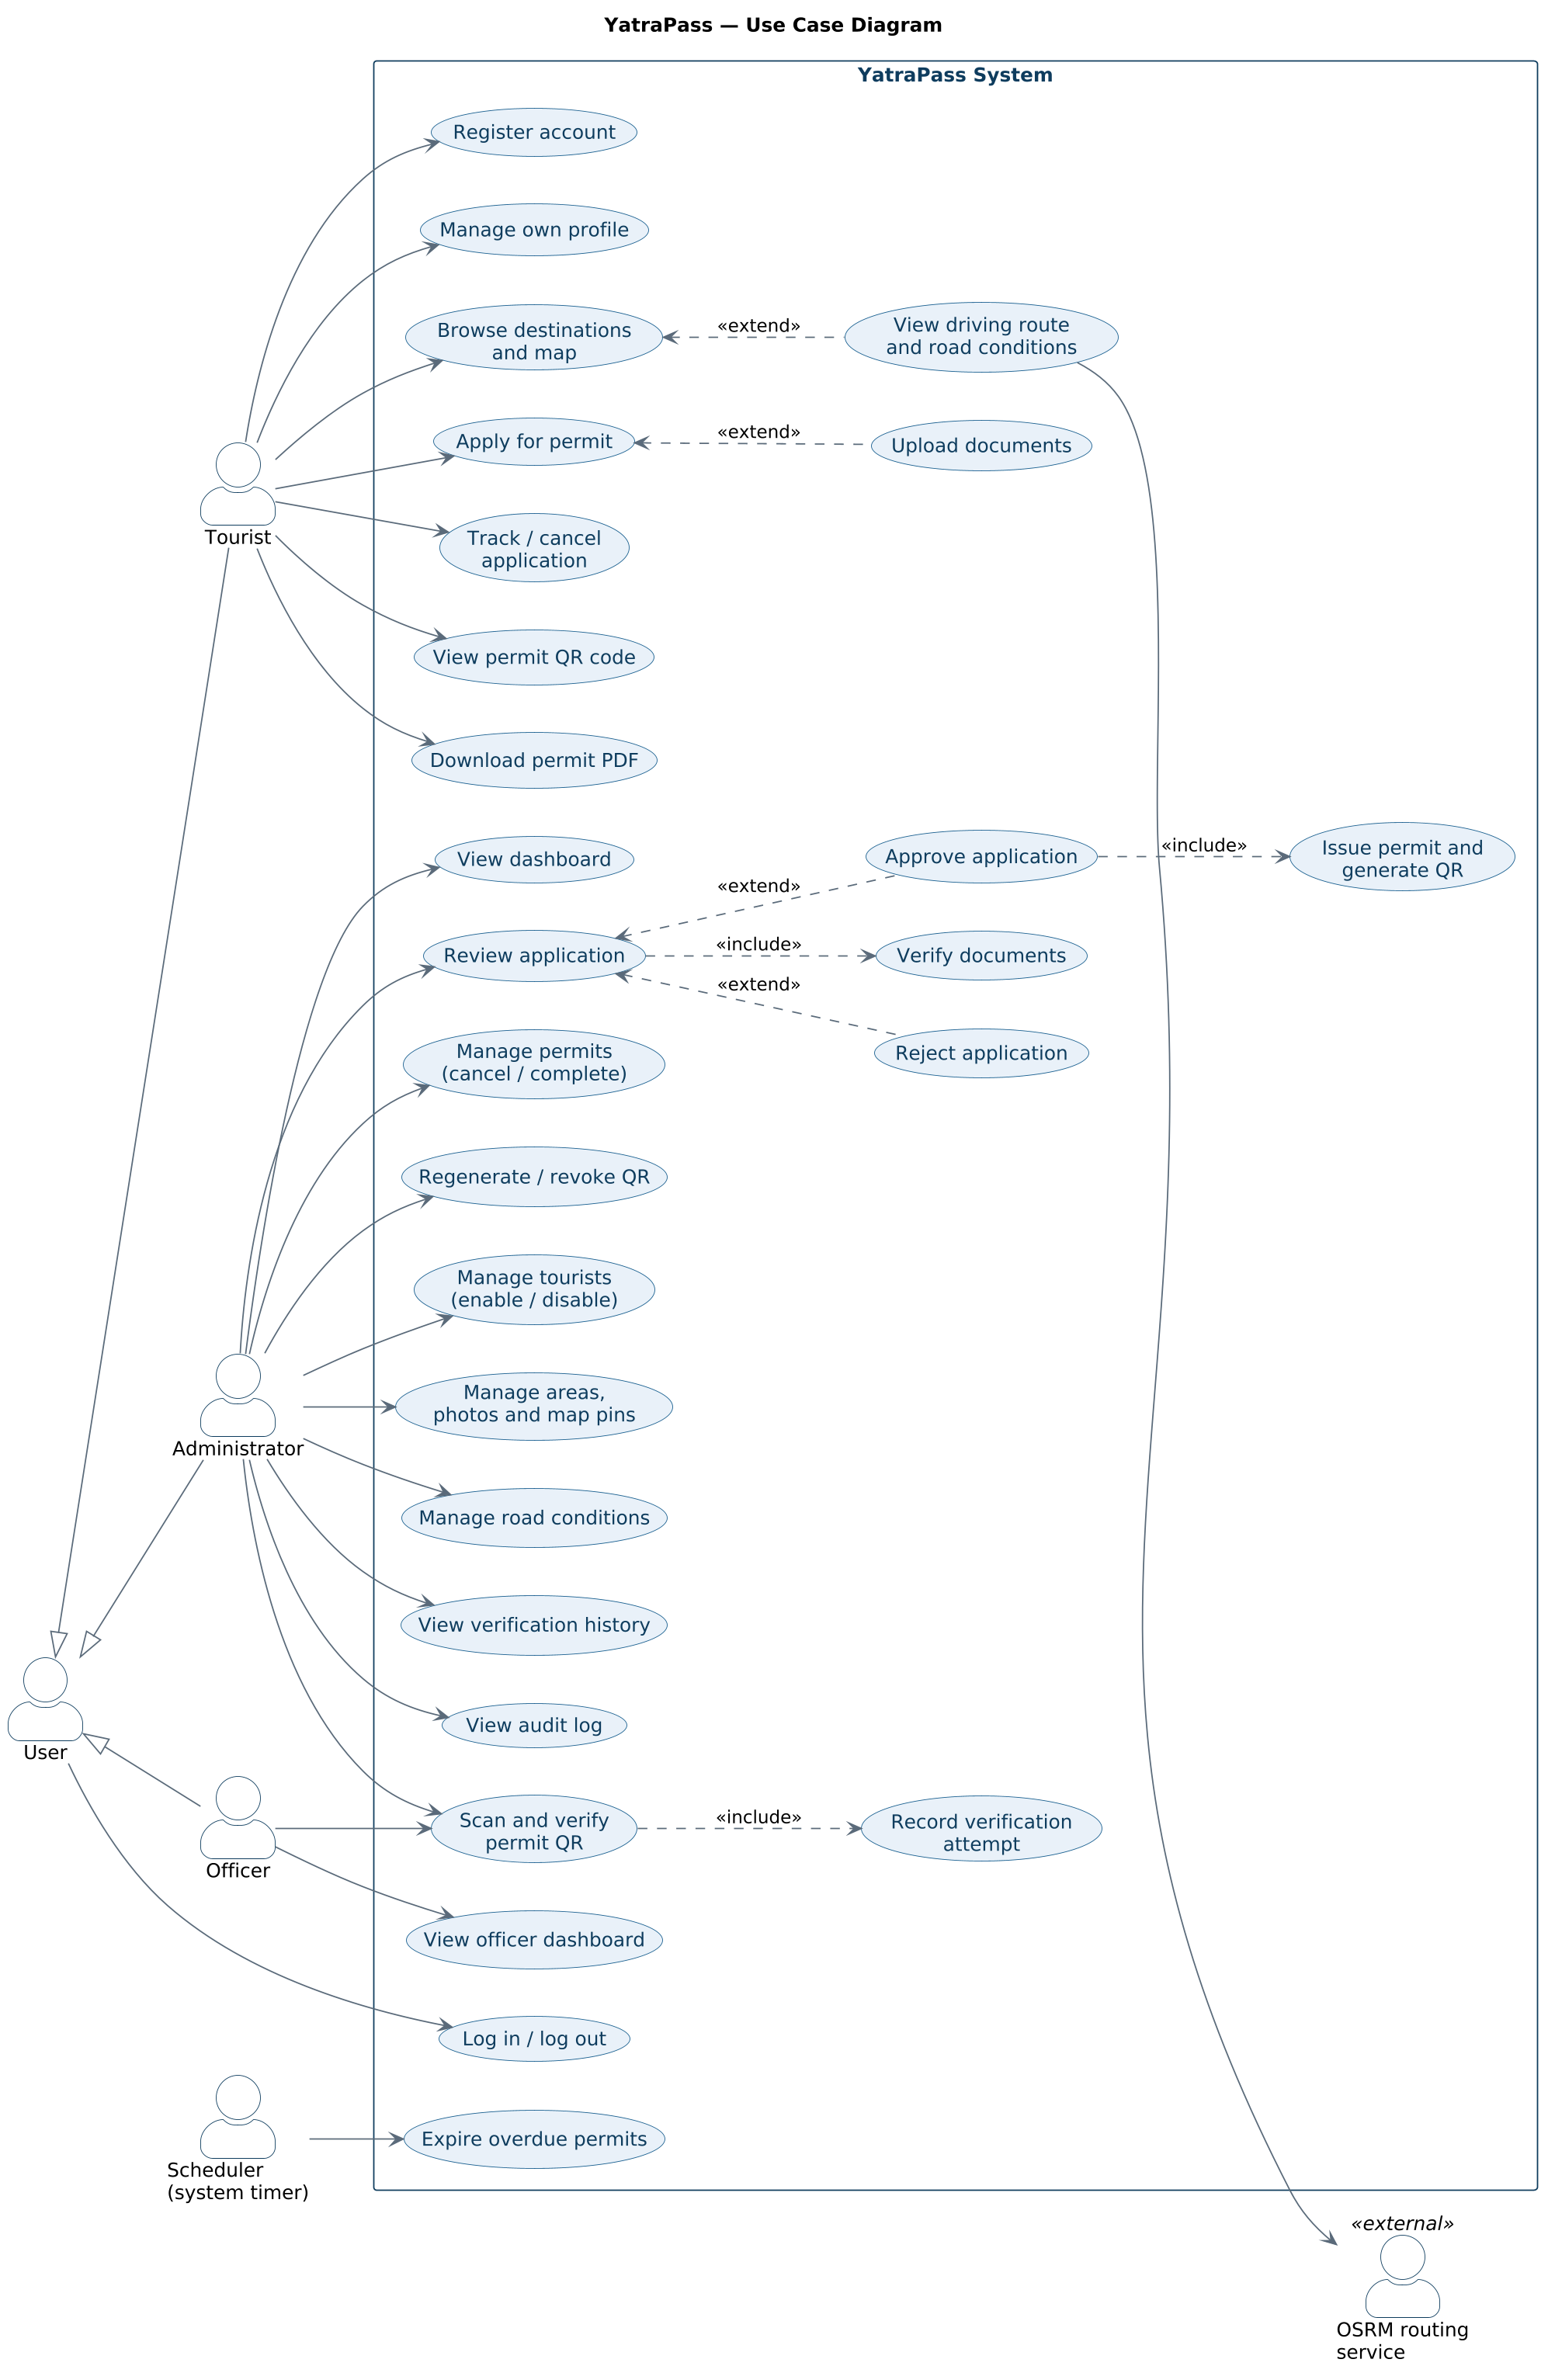 YatraPass — Use Case Diagram
YatraPass System
Register account
Manage own profile
Browse destinations
and map
«extend»
View driving route
and road conditions
Apply for permit
«extend»
Upload documents
Tourist
Track / cancel
application
View permit QR code
Download permit PDF
View dashboard
Approve application
«include»
Issue permit and
generate QR
«extend»
Review application
«include»
Verify documents
«extend»
Reject application
Manage permits
(cancel / complete)
Regenerate / revoke QR
Manage tourists
(enable / disable)
Manage areas,
photos and map pins
Administrator
Manage road conditions
View verification history
View audit log
User
Scan and verify
permit QR
«include»
Record verification
attempt
Officer
View officer dashboard
Log in / log out
Expire overdue permits
Scheduler
(system timer)
«external»
OSRM routing
service